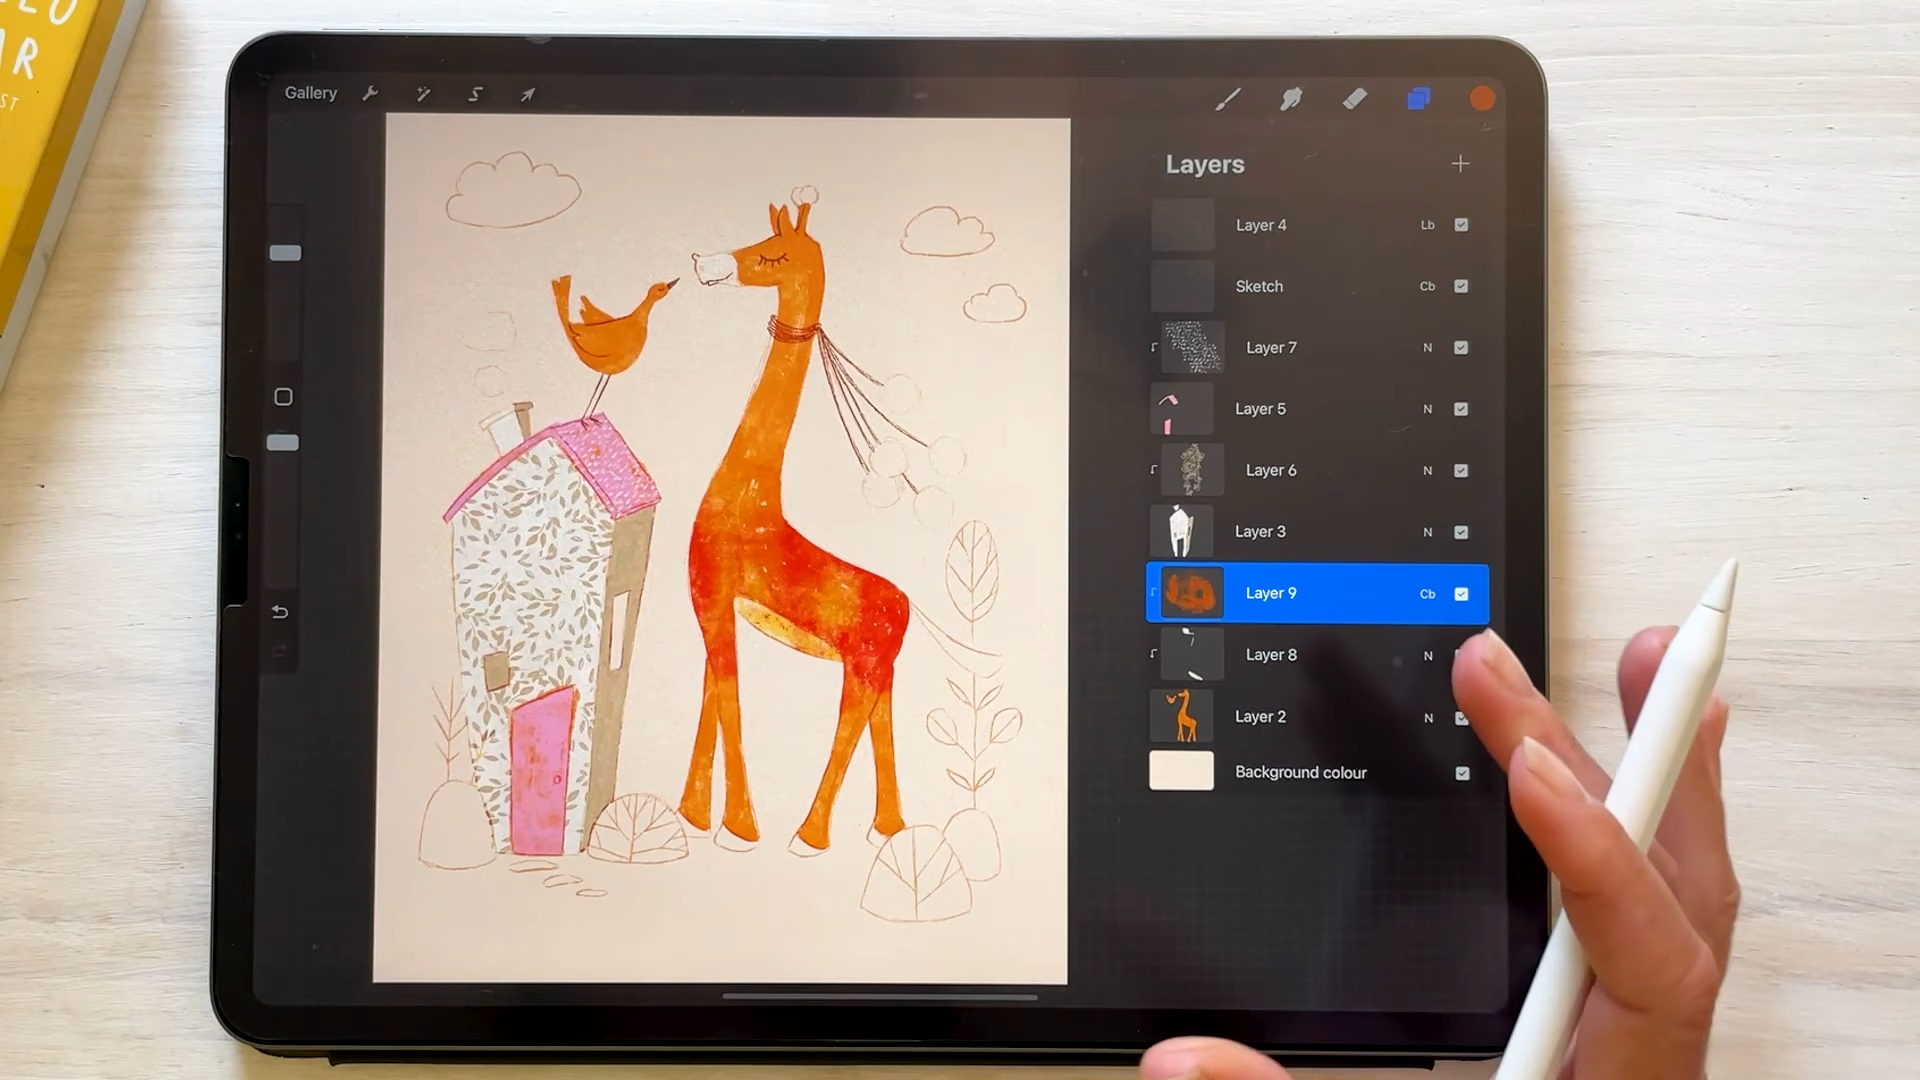 ST
Gallery
Layers
Layer 4 Lb
Sketch Cb
Layer 7 N
Layer 5 N
Layer 6 N
Layer 3 N
Layer 9 Cb
Layer 8 N
Layer 2 N
Background colour